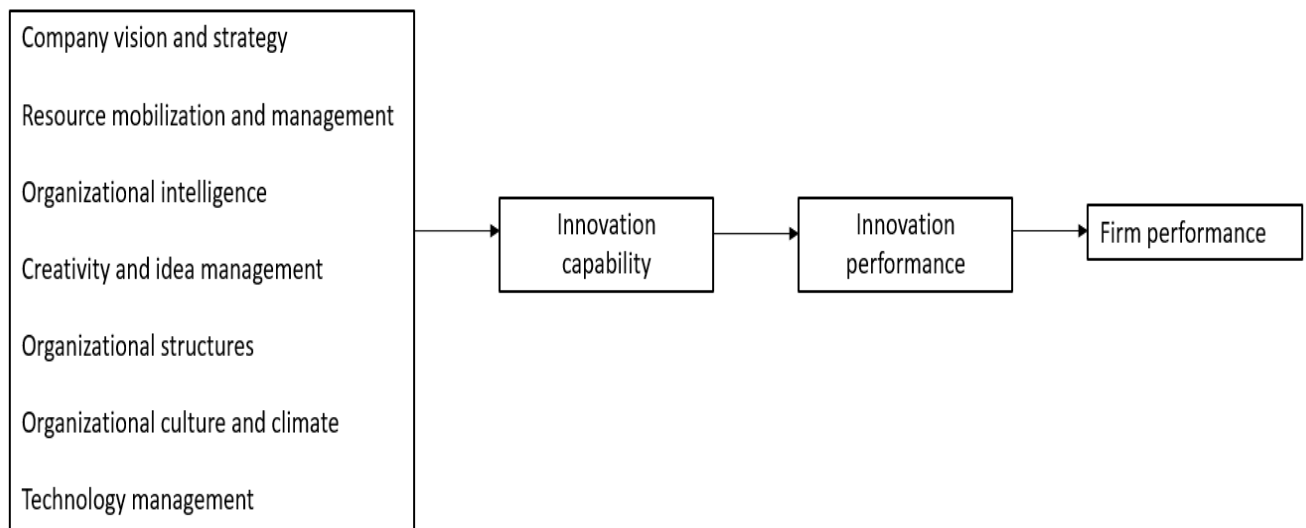 Company vision and strategy
Resource mobilization and management
Organizational intelligence
Creativity and idea management
Organizational structures
Organizational culture and climate
Technology management
Innovation
capability
Innovation
performance
Firm performance